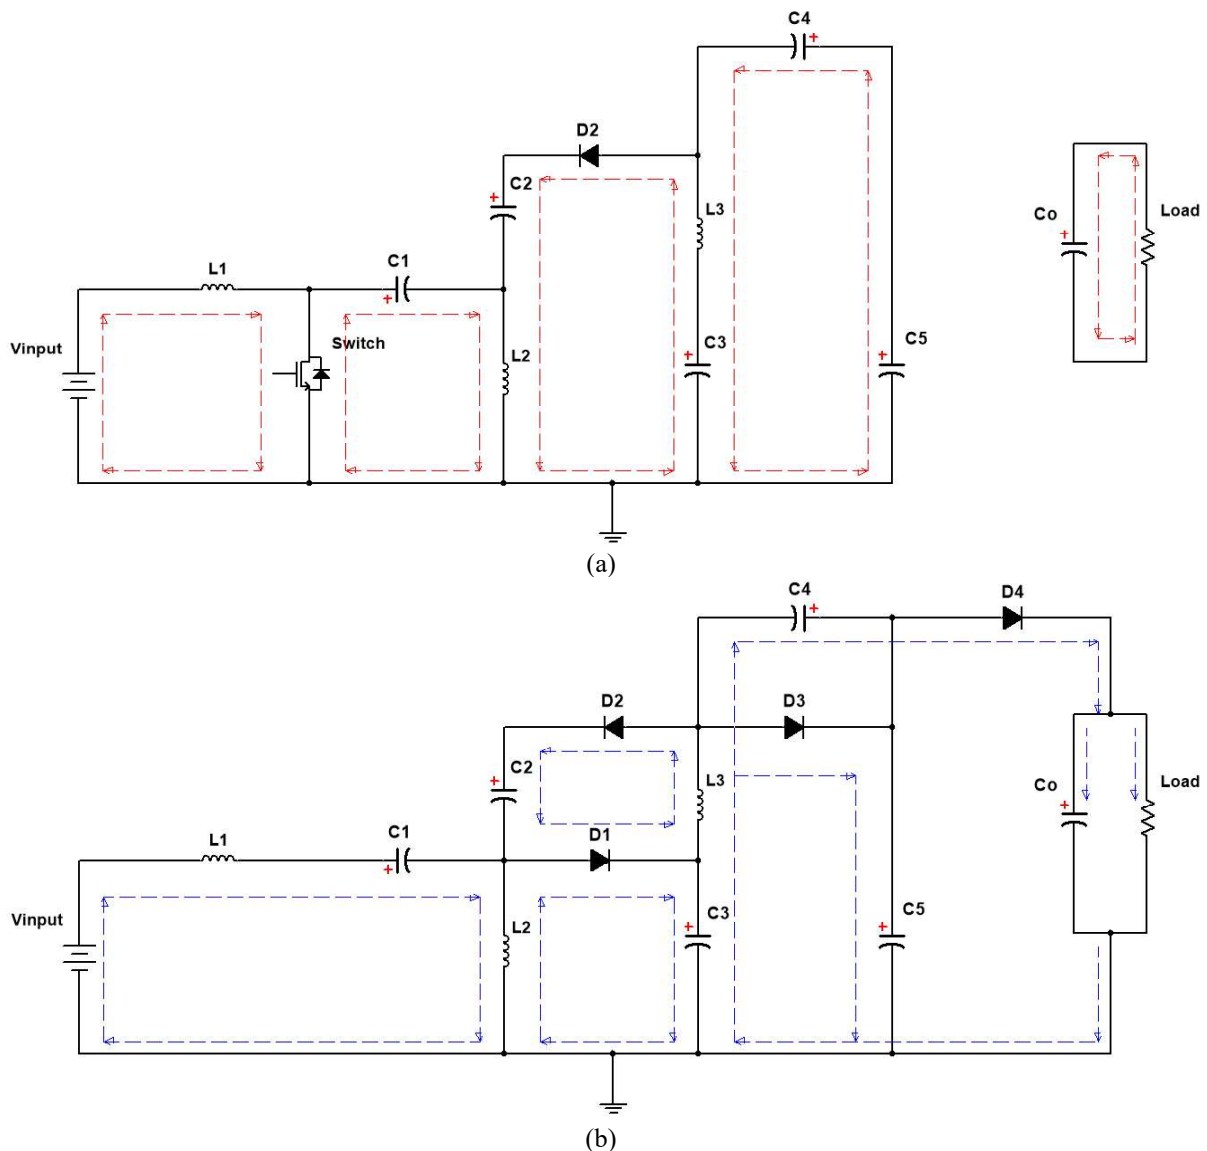 C4
+
D2
C2
+
L3
Co
+
Load
L1
C1
+
Switch
Vinput
L2
C3
+
C5
+
(a)
C4
+
D4
D2
D3
C2
+
L3
Co
+
Load
D1
L1
C1
+
Vinput
L2
C3
+
C5
+
(b)